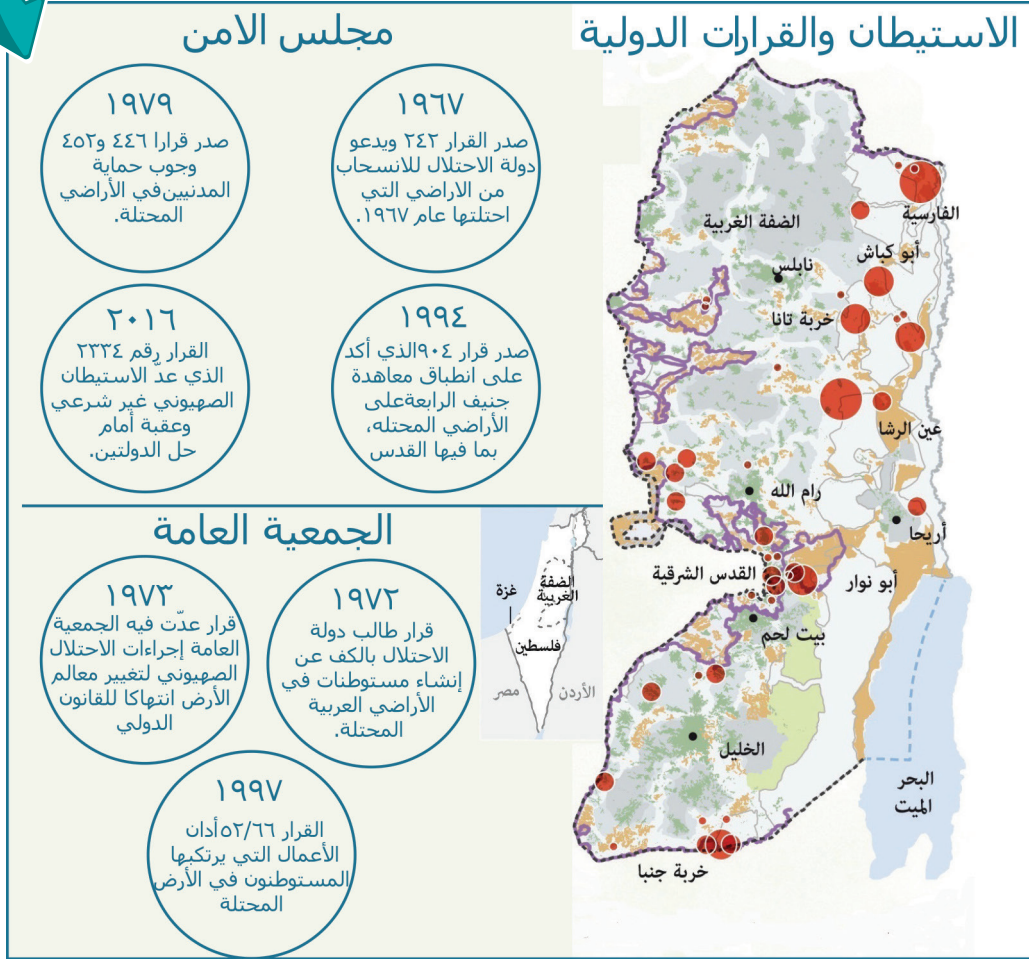 الاستيطان والقرارات الدولية
مجلس الامن
١٩٦٧
صدر القرار ٢٤٢ ويدعو
دولة الاحتلال للانسحاب
من الاراضي التي
احتلتها عام ١٩٦٧.
١٩٧٩
صدر قرارا ٤٤٦ و٤٥٢
وجوب حماية
المدنيين في الأراضي
المحتلة.
١٩٩٤
صدر قرار ٩٠٤الذي أكد
على انطباق معاهدة
جنيف الرابعةعلى
الأراضي المحتله،
بما فيها القدس
٢٠١٦
القرار رقم ٢٣٣٤
الذي عدّ الاستيطان
الصهيوني غير شرعي
وعقبة أمام
حل الدولتين.
الجمعية العامة
١٩٧٢
قرار طالب دولة
الاحتلال بالكف عن
إنشاء مستوطنات في
الأراضي العربية
المحتلة.
١٩٧٣
قرار عدّت فيه الجمعية
العامة إجراءات الاحتلال
الصهيوني لتغيير معالم
الأرض انتهاكا للقانون
الدولي
١٩٩٧
القرار ٥٢/٦٦أدان
الأعمال التي يرتكبها
المستوطنون في الأرض
المحتلة
الفارسية
الضفة الغربية
أبو كباش
نابلس
خربة تانا
عين الرشا
رام الله
أريحا
القدس الشرقية
أبو نوار
بيت لحم
الخليل
البحر
الميت
خربة جنبا
الضفة
الغربية
غزة
فلسطين
الأردن
مصر